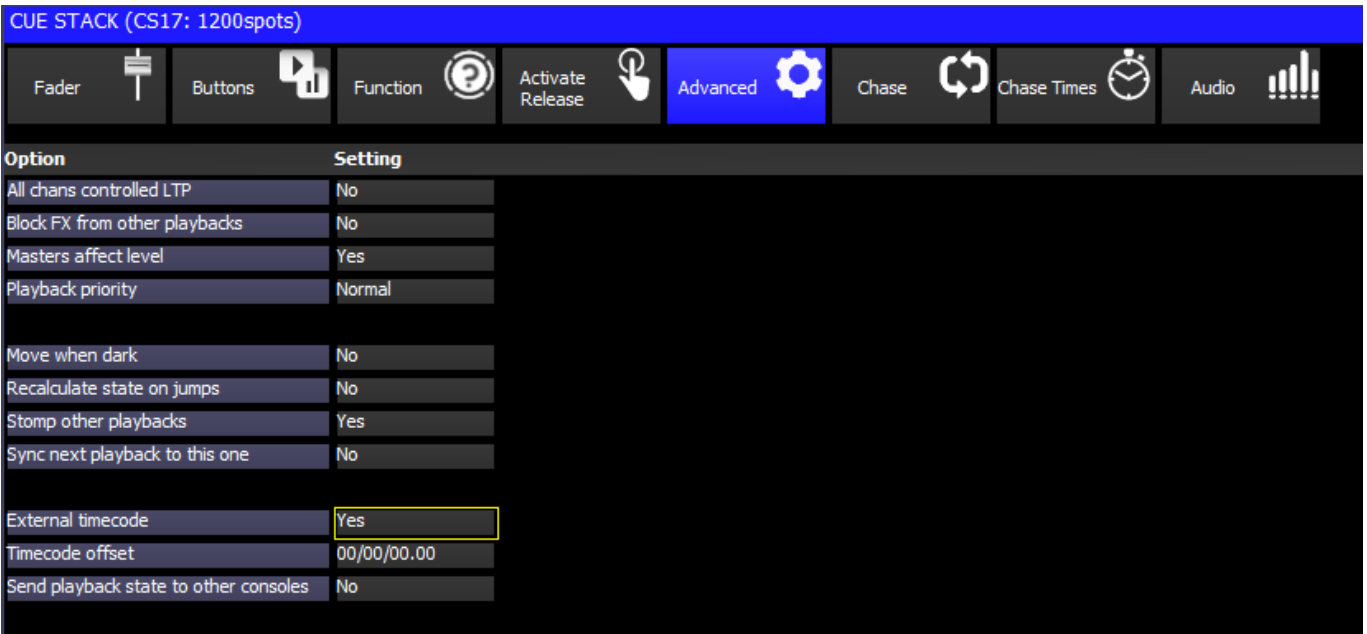 CUE STACK (CS17: 1200spots)
Fader Buttons Function Activate Release Advanced Chase Chase Times Audio
Option Setting
All chans controlled LTP No
Block FX from other playbacks No
Masters affect level Yes
Playback priority Normal
Move when dark No
Recalculate state on jumps No
Stomp other playbacks Yes
Sync next playback to this one No
External timecode Yes
Timecode offset 00/00/00.00
Send playback state to other consoles No